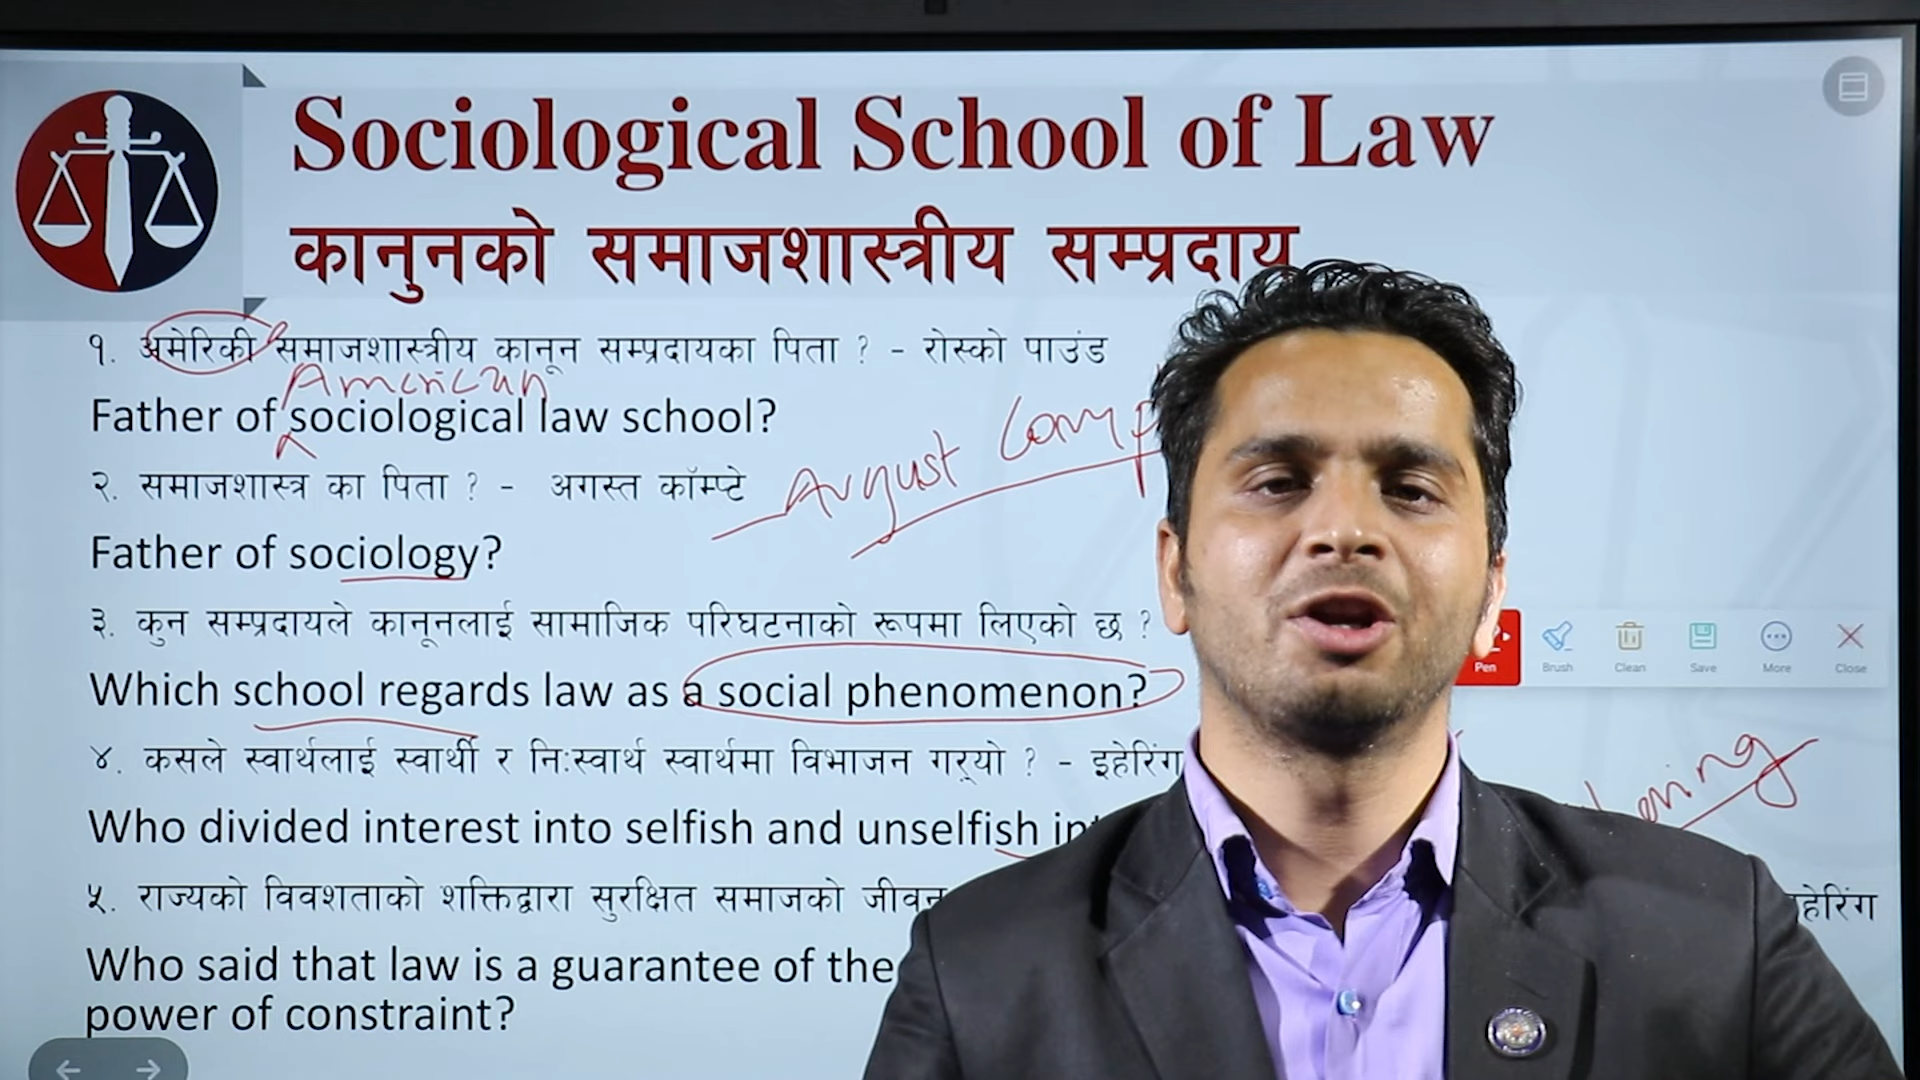 Sociological School of Law
कानुनको समाजशास्त्रीय सम्प्रदाय
१. अमेरिकी समाजशास्त्रीय कानून सम्प्रदायका पिता ? - रोस्को पाउंड
American
Father of sociological law school?
२. समाजशास्त्र का पिता ? - अगस्त कॉम्प्टे
August Comp
Father of sociology?
३. कुन सम्प्रदायले कानूनलाई सामाजिक परिघटनाको रूपमा लिएको छ ?
Pen Brush Clean Save More Close
Which school regards law as a social phenomenon?
४. कसले स्वार्थलाई स्वार्थी र निःस्वार्थ स्वार्थमा विभाजन गर्‍यो ? - इहेरिंग
Who divided interest into selfish and unselfish
५. राज्यको विवशताको शक्तिद्वारा सुरक्षित समाजको जीवन
Who said that law is a guarantee of the
power of constraint?